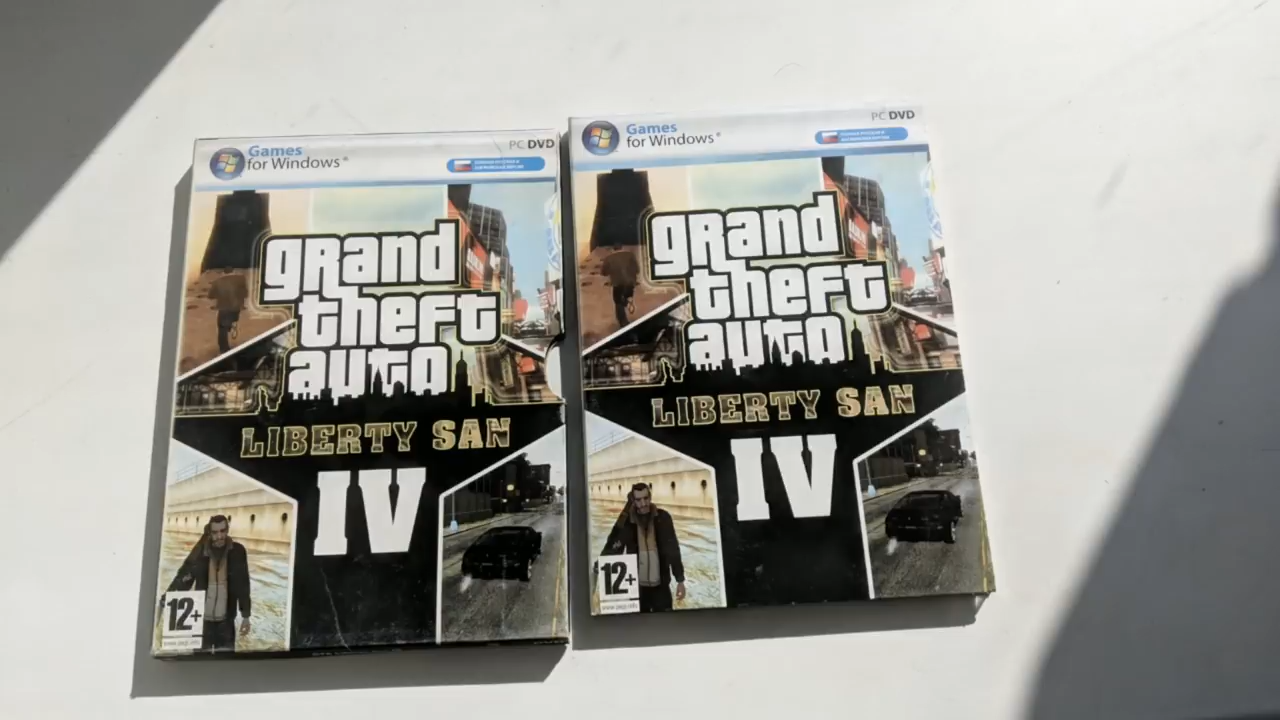 Games
for Windows®
PC DVD
grand
theft
auto
LIBERTY SAN
IV
12+
Games
for Windows®
PC DVD
grand
theft
auto
LIBERTY SAN
IV
12+